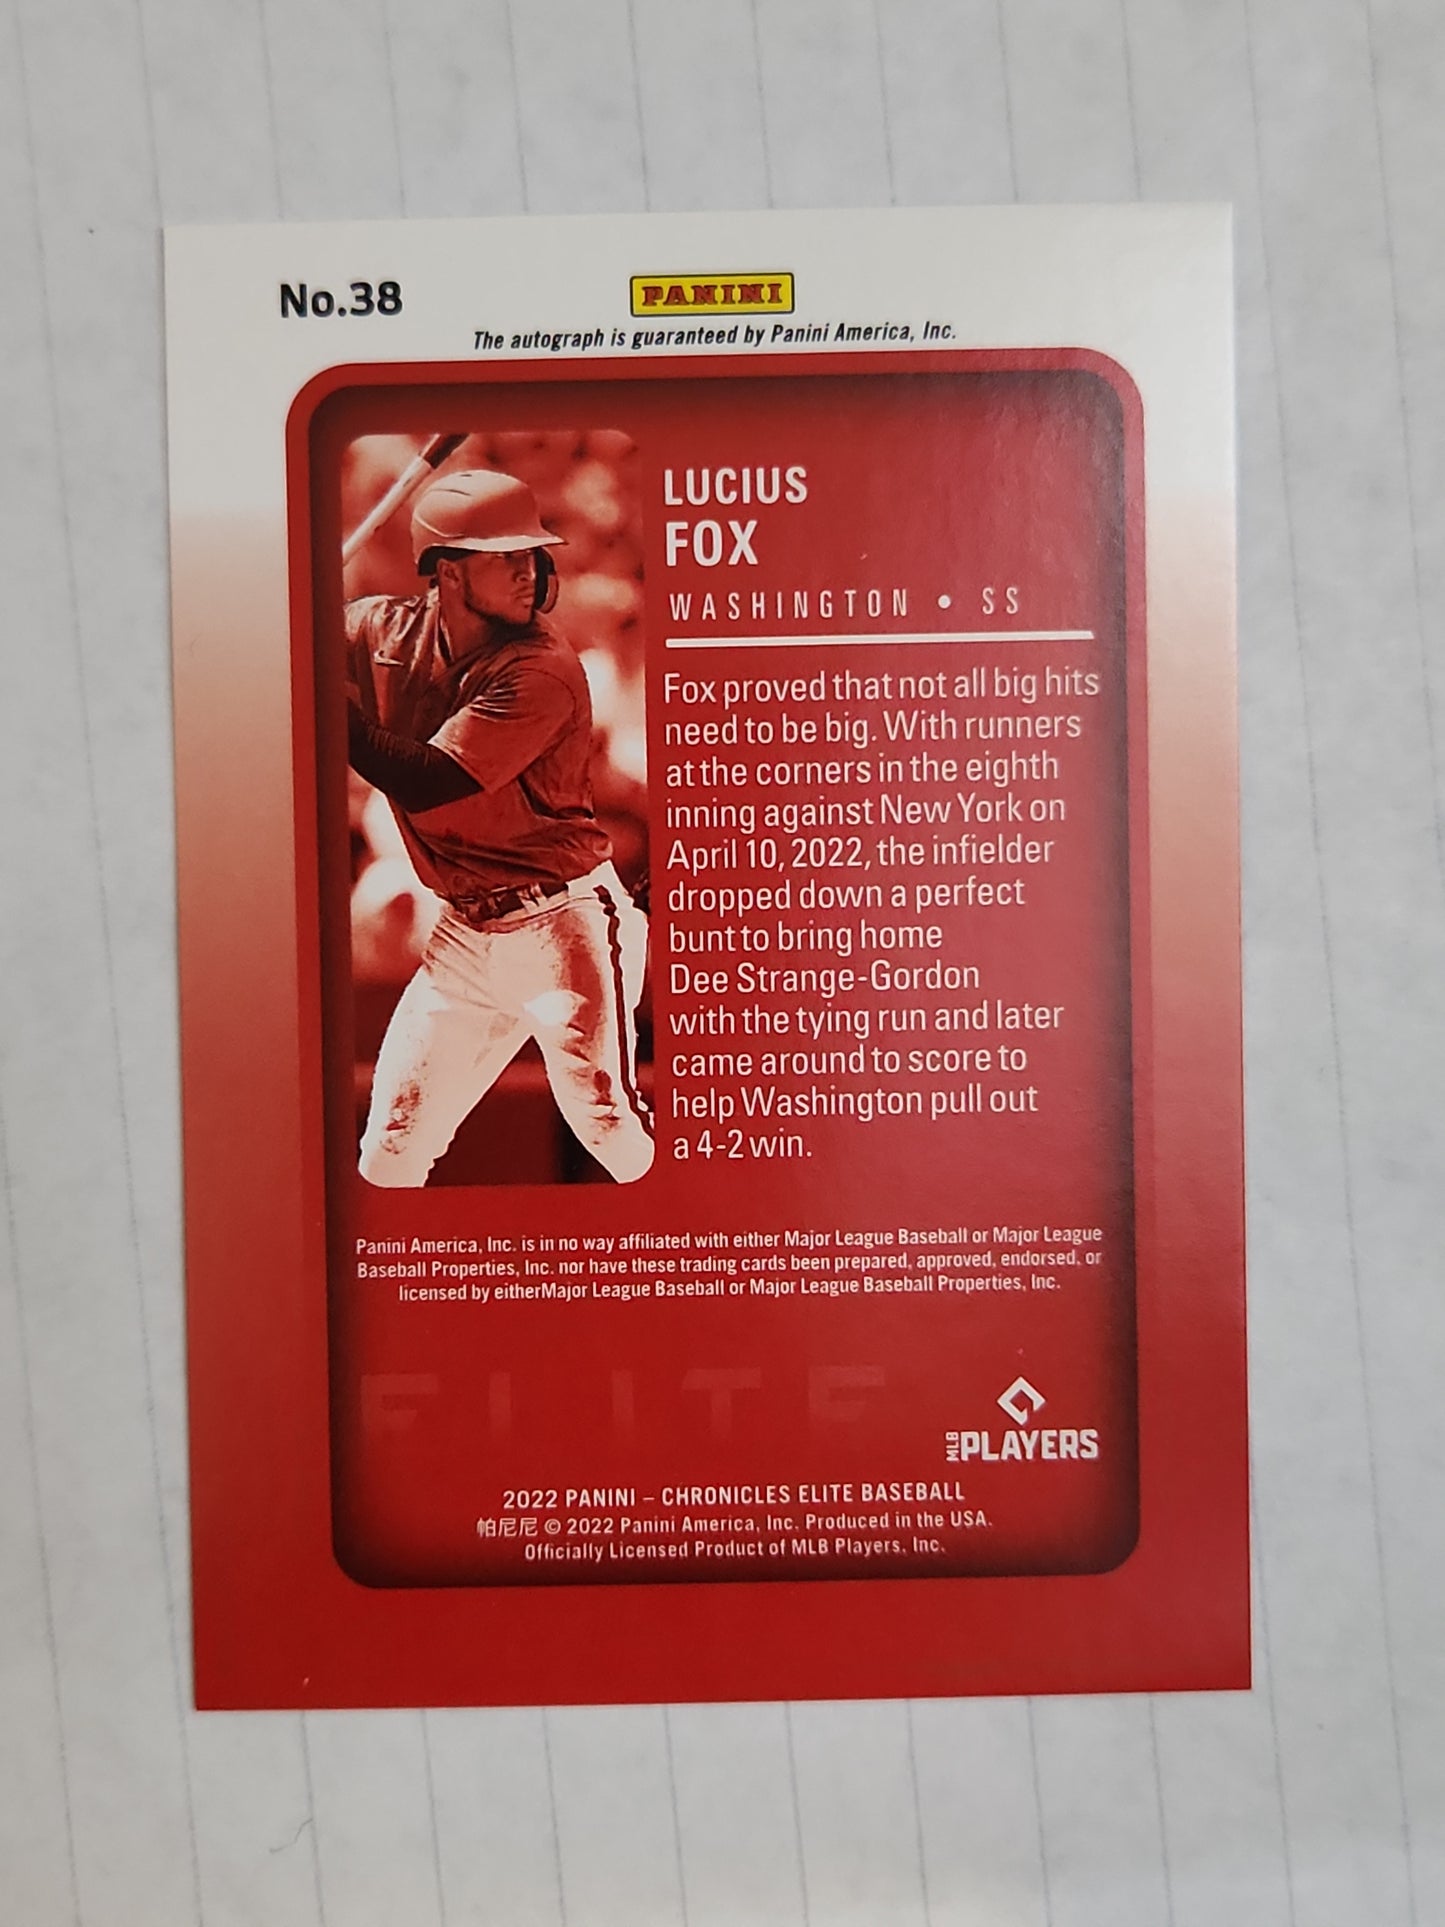 No.38
PANINI
The autograph is guaranteed by Panini America, Inc.
LUCIUS
FOX
WASHINGTON • SS
Fox proved that not all big hits
need to be big. With runners
at the corners in the eighth
inning against New York on
April 10, 2022, the infielder
dropped down a perfect
bunt to bring home
Dee Strange-Gordon
with the tying run and later
came around to score to
help Washington pull out
a 4-2 win.
Panini America, Inc. is in no way affiliated with either Major League Baseball or Major League
Baseball Properties, Inc. nor have these trading cards been prepared, approved, endorsed, or
licensed by eitherMajor League Baseball or Major League Baseball Properties, Inc.
ELITE
MLB PLAYERS
2022 PANINI – CHRONICLES ELITE BASEBALL
帕尼尼 © 2022 Panini America, Inc. Produced in the USA.
Officially Licensed Product of MLB Players, Inc.